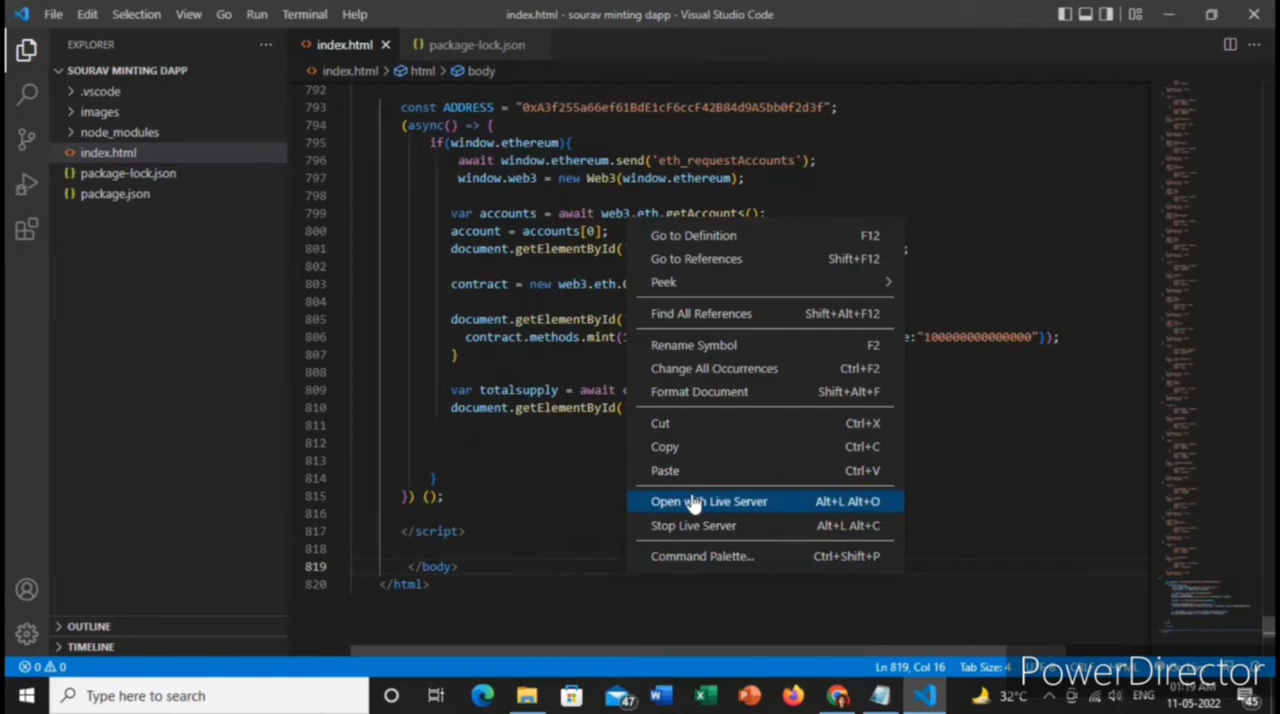 File Edit Selection View Go Run Terminal Help index.html - sourav minting dapp - Visual Studio Code
EXPLORER
SOURAV MINTING DAPP
.vscode
images
node_modules
index.html
package-lock.json
package.json
OUTLINE
TIMELINE
index.html package-lock.json
index.html > html > body
792
793 const ADDRESS = "0xA3f255a66ef61BdE1cF6ccF42B84d9A5bb0f2d3f";
794 (async() => {
795 if(window.ethereum){
796 await window.ethereum.send('eth_requestAccounts');
797 window.web3 = new Web3(window.ethereum);
798
799 var accounts = await web3.eth.getAccounts();
800 account = accounts[0];
801 document.getElementById( ;
802
803 contract = new web3.eth.
804
805 document.getElementById(
806 contract.methods.mint( e:"100000000000000"});
807 }
808
809 var totalsupply = await
810 document.getElementById(
811
812
813
814 }
815 }) ();
816
817 </script>
818
819 </body>
820 </html>
Go to Definition F12
Go to References Shift+F12
Peek
Find All References Shift+Alt+F12
Rename Symbol F2
Change All Occurrences Ctrl+F2
Format Document Shift+Alt+F
Cut Ctrl+X
Copy Ctrl+C
Paste Ctrl+V
Open with Live Server Alt+L Alt+O
Stop Live Server Alt+L Alt+C
Command Palette... Ctrl+Shift+P
0 0 Ln 819, Col 16 Tab Size: 4
PowerDirector
Type here to search
47
32°C
ENG
01:19 AM
11-05-2022
45